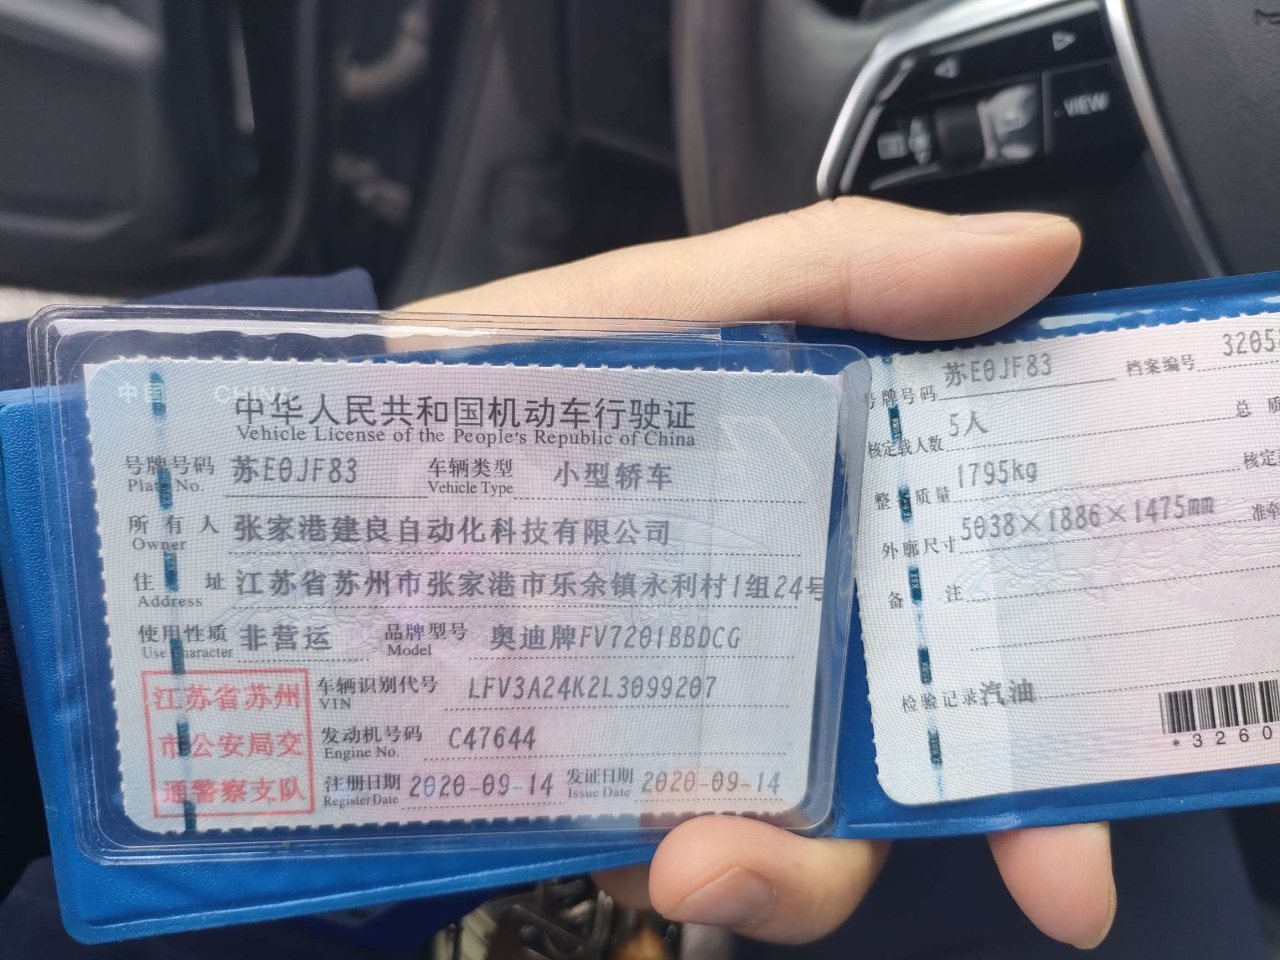 VIEW
中国 CHINA
中华人民共和国机动车行驶证
Vehicle License of the People's Republic of China
号牌号码 苏E0JF83 车辆类型 小型轿车
Plate No. Vehicle Type
所有人 张家港建良自动化科技有限公司
Owner
住址 江苏省苏州市张家港市乐余镇永利村1组24号
Address
使用性质 非营运 品牌型号 奥迪牌FV7201BBDCG
Use Character Model
车辆识别代号 LFV3A24K2L3099207
VIN
发动机号码 C47644
Engine No.
注册日期 2020-09-14 发证日期 2020-09-14
Register Date Issue Date
江苏省苏州
市公安局交
通警察支队
号牌号码 苏E0JF83 档案编号 3205
核定载人数 5人 总质
整备质量 1795kg 核定
外廓尺寸 5038×1886×1475mm 准牵
备注
检验记录 汽油
*3260